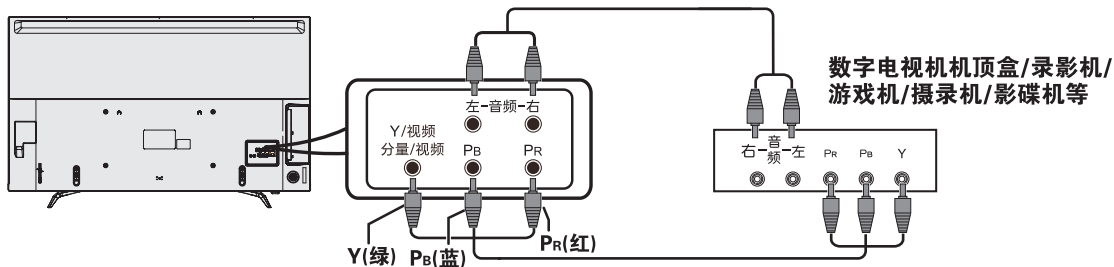 左-音频-右
Y/视频
分量/视频
PB
PR
Y(绿)
PB(蓝)
PR(红)
数字电视机机顶盒/录影机/
游戏机/摄录机/影碟机等
右-音频-左
PR
PB
Y